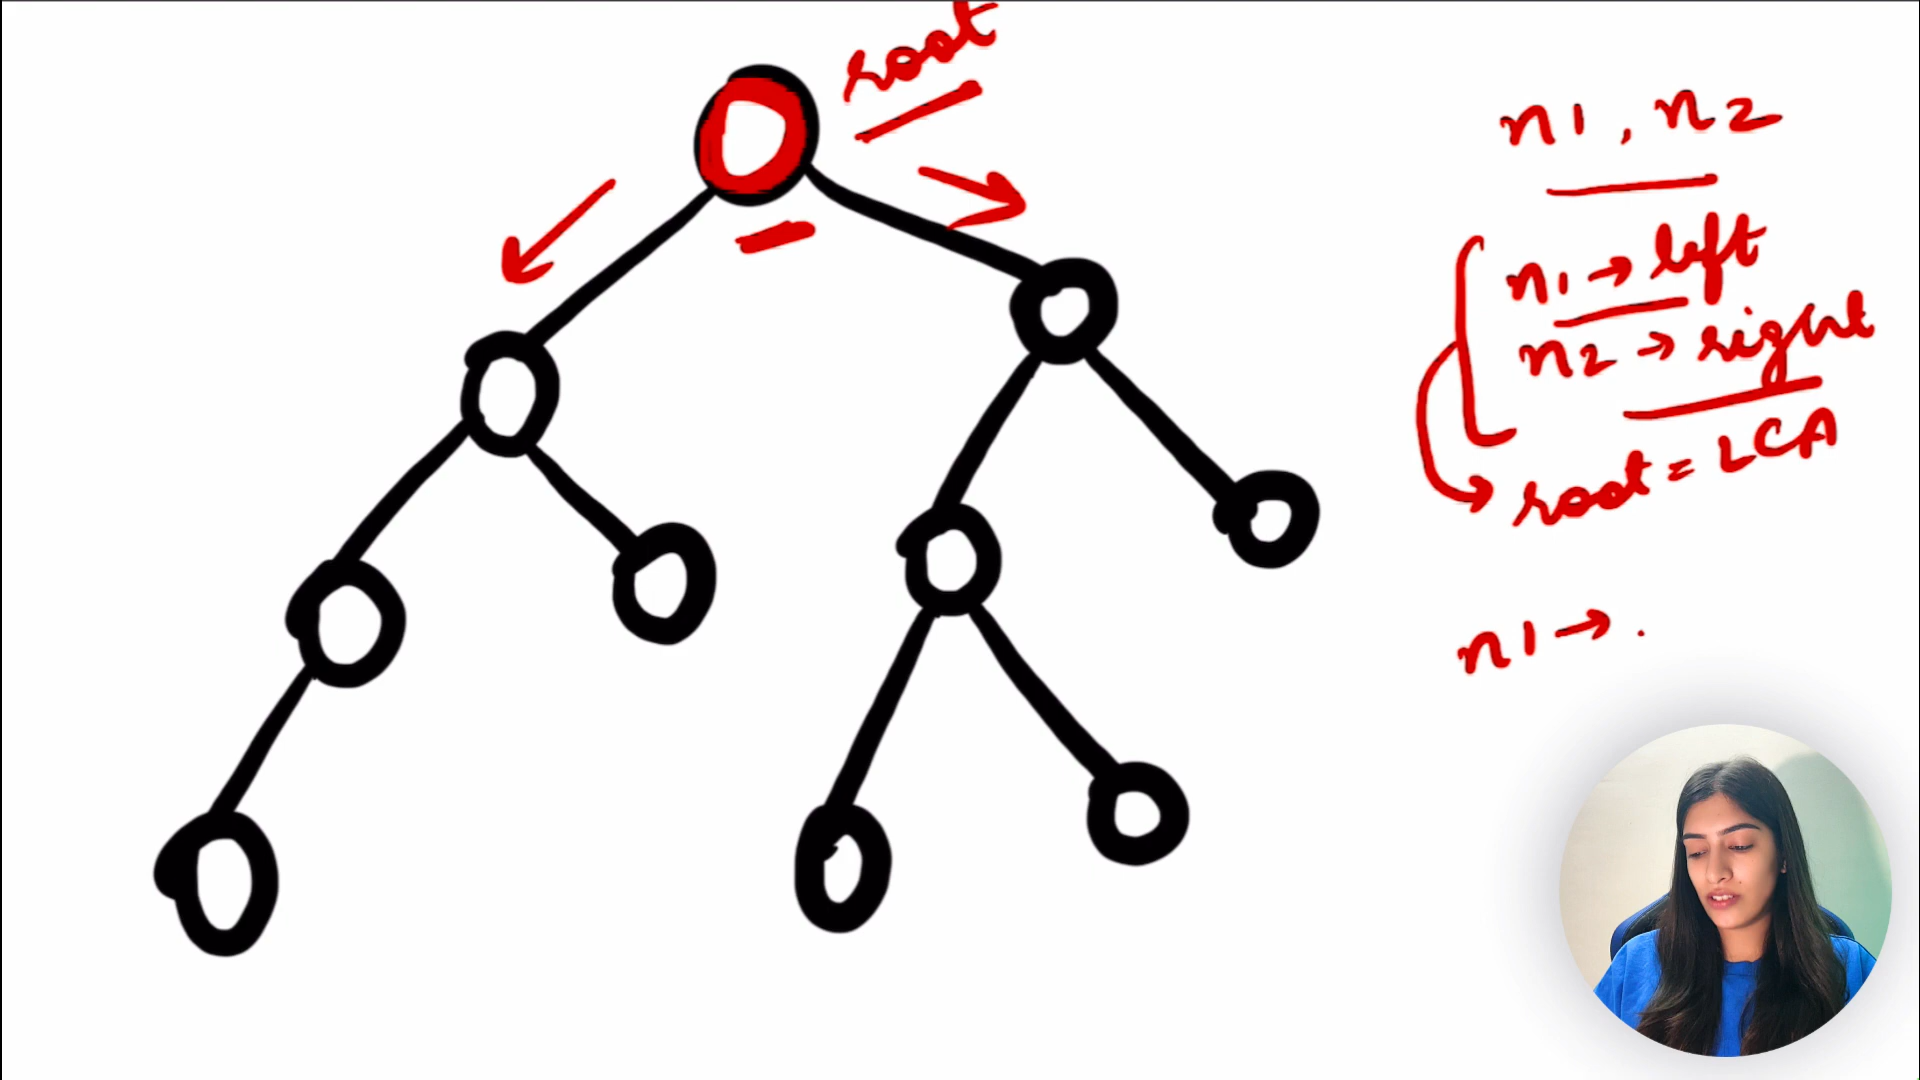 root
n1, n2
n1 → left
n2 → right
root = LCA
n1 → .